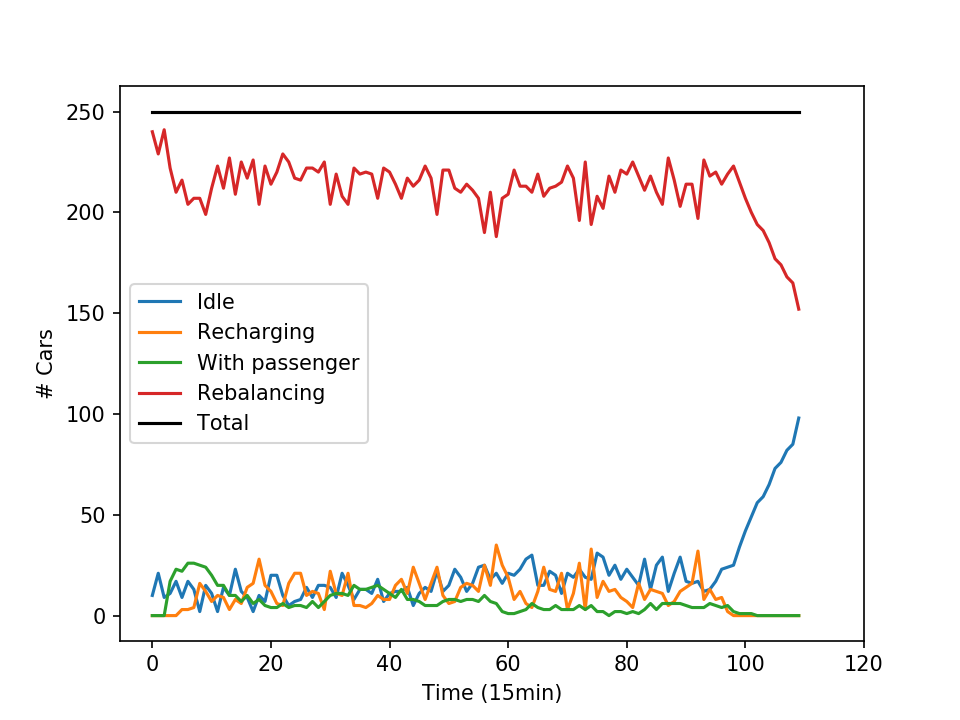 250
200
150
100
50
0
# Cars
Idle
Recharging
With passenger
Rebalancing
Total
0 20 40 60 80 100 120
Time (15min)